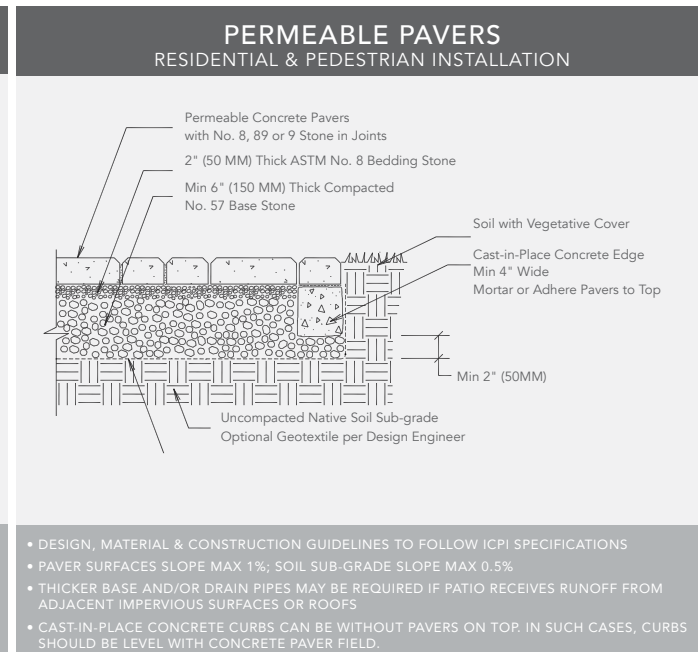 PERMEABLE PAVERS
RESIDENTIAL & PEDESTRIAN INSTALLATION
Permeable Concrete Pavers
with No. 8, 89 or 9 Stone in Joints
2" (50 MM) Thick ASTM No. 8 Bedding Stone
Min 6" (150 MM) Thick Compacted
No. 57 Base Stone
Soil with Vegetative Cover
Cast-in-Place Concrete Edge
Min 4" Wide
Mortar or Adhere Pavers to Top
Min 2" (50MM)
Uncompacted Native Soil Sub-grade
Optional Geotextile per Design Engineer
• DESIGN, MATERIAL & CONSTRUCTION GUIDELINES TO FOLLOW ICPI SPECIFICATIONS
• PAVER SURFACES SLOPE MAX 1%; SOIL SUB-GRADE SLOPE MAX 0.5%
• THICKER BASE AND/OR DRAIN PIPES MAY BE REQUIRED IF PATIO RECEIVES RUNOFF FROM
ADJACENT IMPERVIOUS SURFACES OR ROOFS
• CAST-IN-PLACE CONCRETE CURBS CAN BE WITHOUT PAVERS ON TOP. IN SUCH CASES, CURBS
SHOULD BE LEVEL WITH CONCRETE PAVER FIELD.